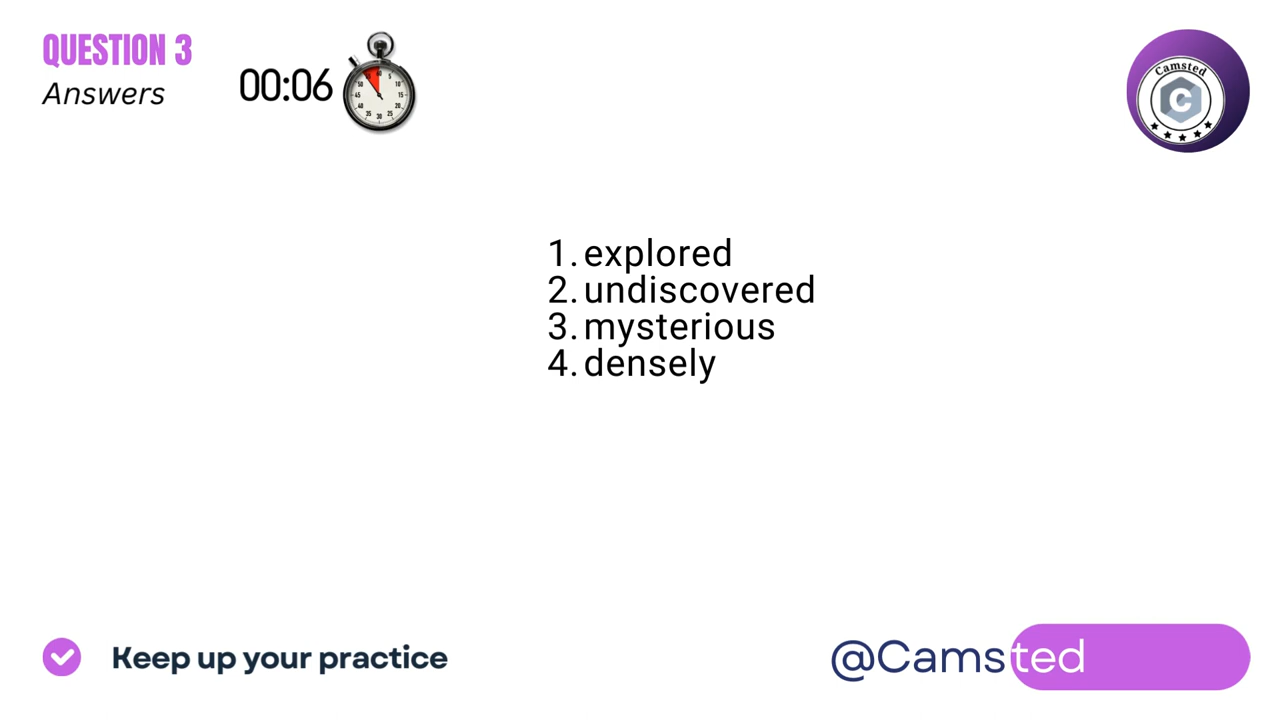 QUESTION 3
Answers
00:06
Camsted
C
1. explored
2. undiscovered
3. mysterious
4. densely
Keep up your practice
@Camsted